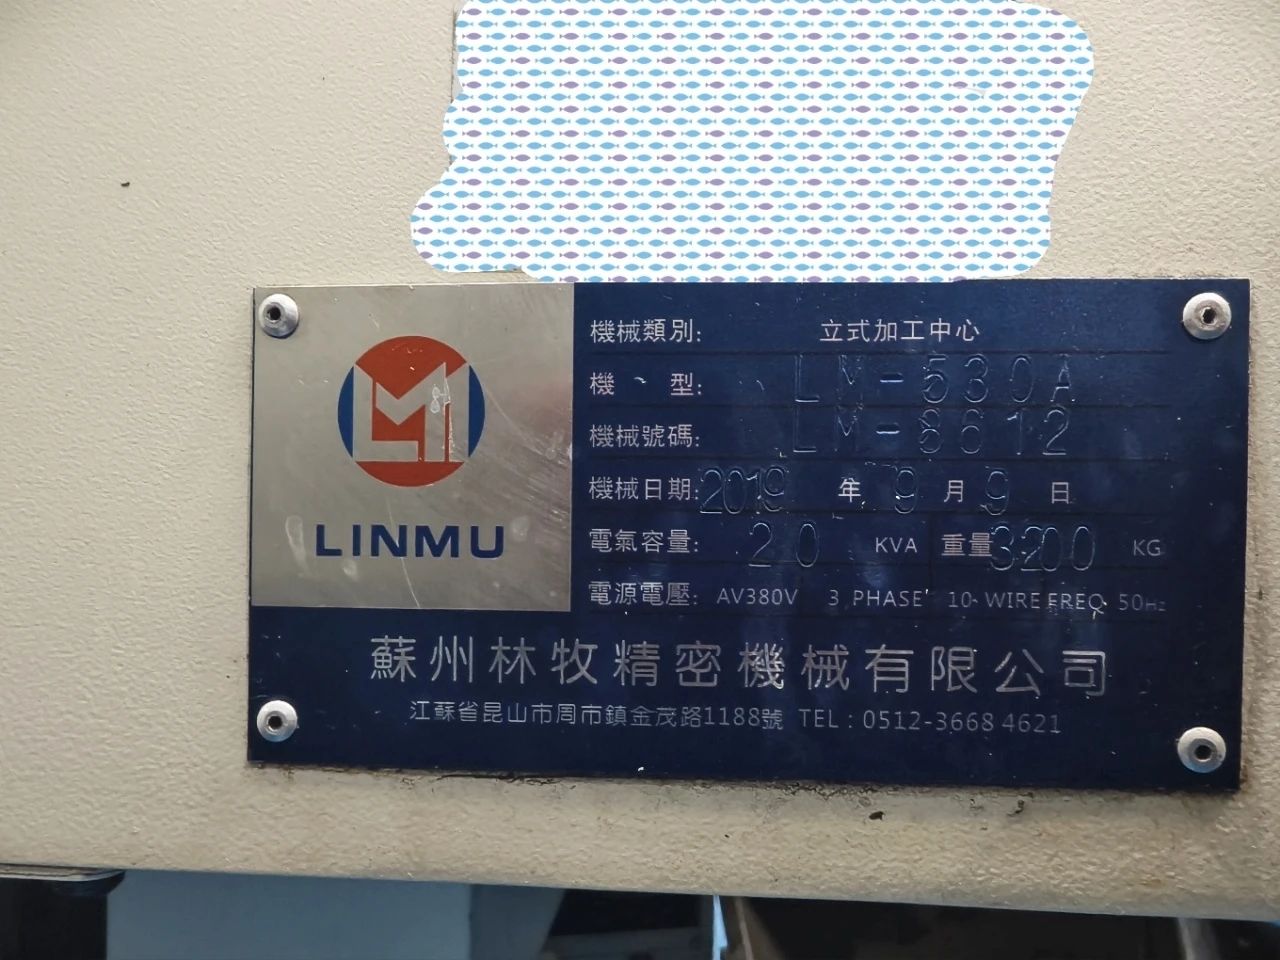 LM
LINMU
機械類別: 立式加工中心
機 型: LM-530A
機械號碼: LM-8612
機械日期: 2019 年 9 月 9 日
電氣容量: 20 KVA 重量 3200 KG
電源電壓: AV380V 3 PHASE 10 WIRE FREQ 50Hz
蘇州林牧精密機械有限公司
江蘇省昆山市周市鎮金茂路1188號 TEL: 0512-3668 4621